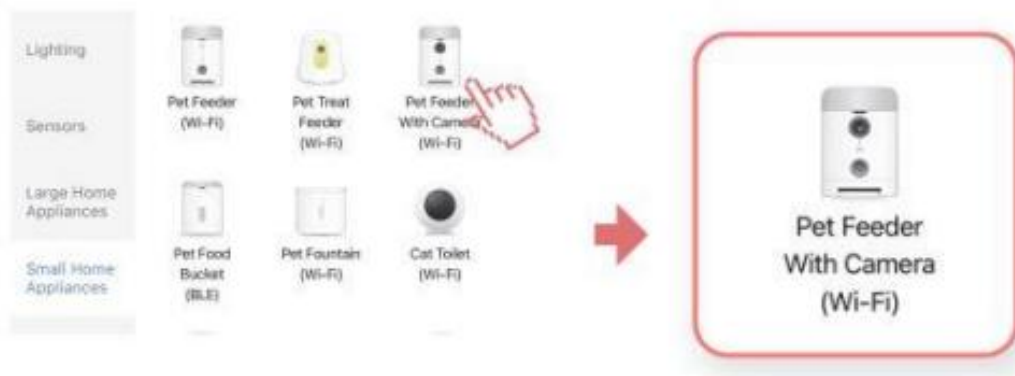 Lighting
Sensors
Large Home
Appliances
Small Home
Appliances
Pet Feeder
(Wi-Fi)
Pet Treat
Feeder
(Wi-Fi)
Pet Feeder
With Camera
(Wi-Fi)
Pet Food
Bucket
(BLE)
Pet Fountain
(Wi-Fi)
Cat Toilet
(Wi-Fi)
Pet Feeder
With Camera
(Wi-Fi)